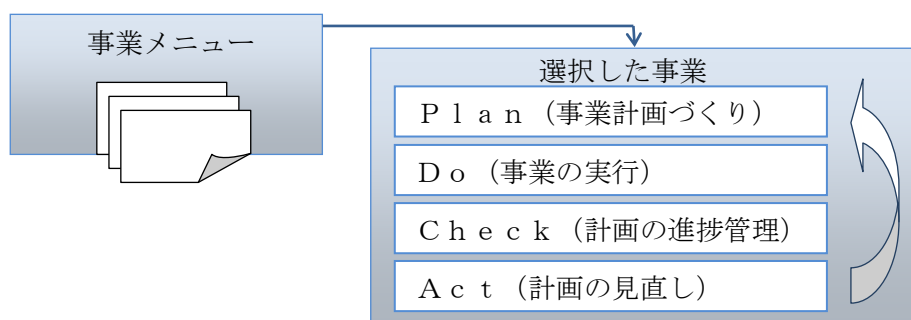 事業メニュー
選択した事業
Ｐｌａｎ（事業計画づくり）
Ｄｏ（事業の実行）
Ｃｈｅｃｋ（計画の進捗管理）
Ａｃｔ（計画の見直し）